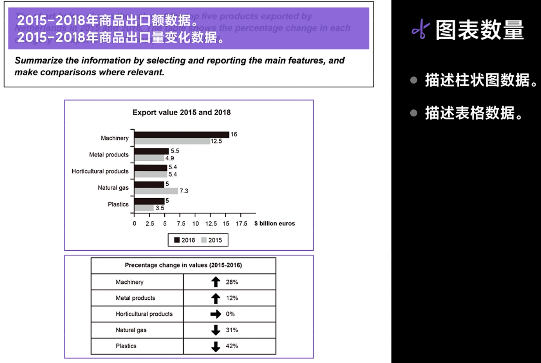 2015-2018年商品出口额数据。
2015-2018年商品出口量变化数据。
Summarize the information by selecting and reporting the main features, and
make comparisons where relevant.
Export value 2015 and 2018
Machinery 16
12.5
Metal products 5.5
4.9
Horticultural products 5.4
5.4
Natural gas 5
7.3
Plastics 5
3.5
0 2.5 5 7.5 10 12.5 15 17.5 $ billion euros
2018 2015
Precentage change in values (2015-2016)
Machinery 28%
Metal products 12%
Horticultural products 0%
Natural gas 31%
Plastics 42%
图表数量
描述柱状图数据。
描述表格数据。